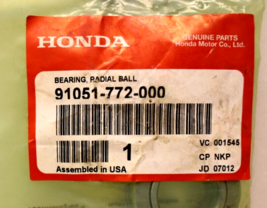 HONDA
GENUINE PARTS
Honda Motor Co., Ltd.
BEARING, RADIAL BALL
91051-772-000
VC 001545
1
CP NKP
Assembled in USA
JD 07012